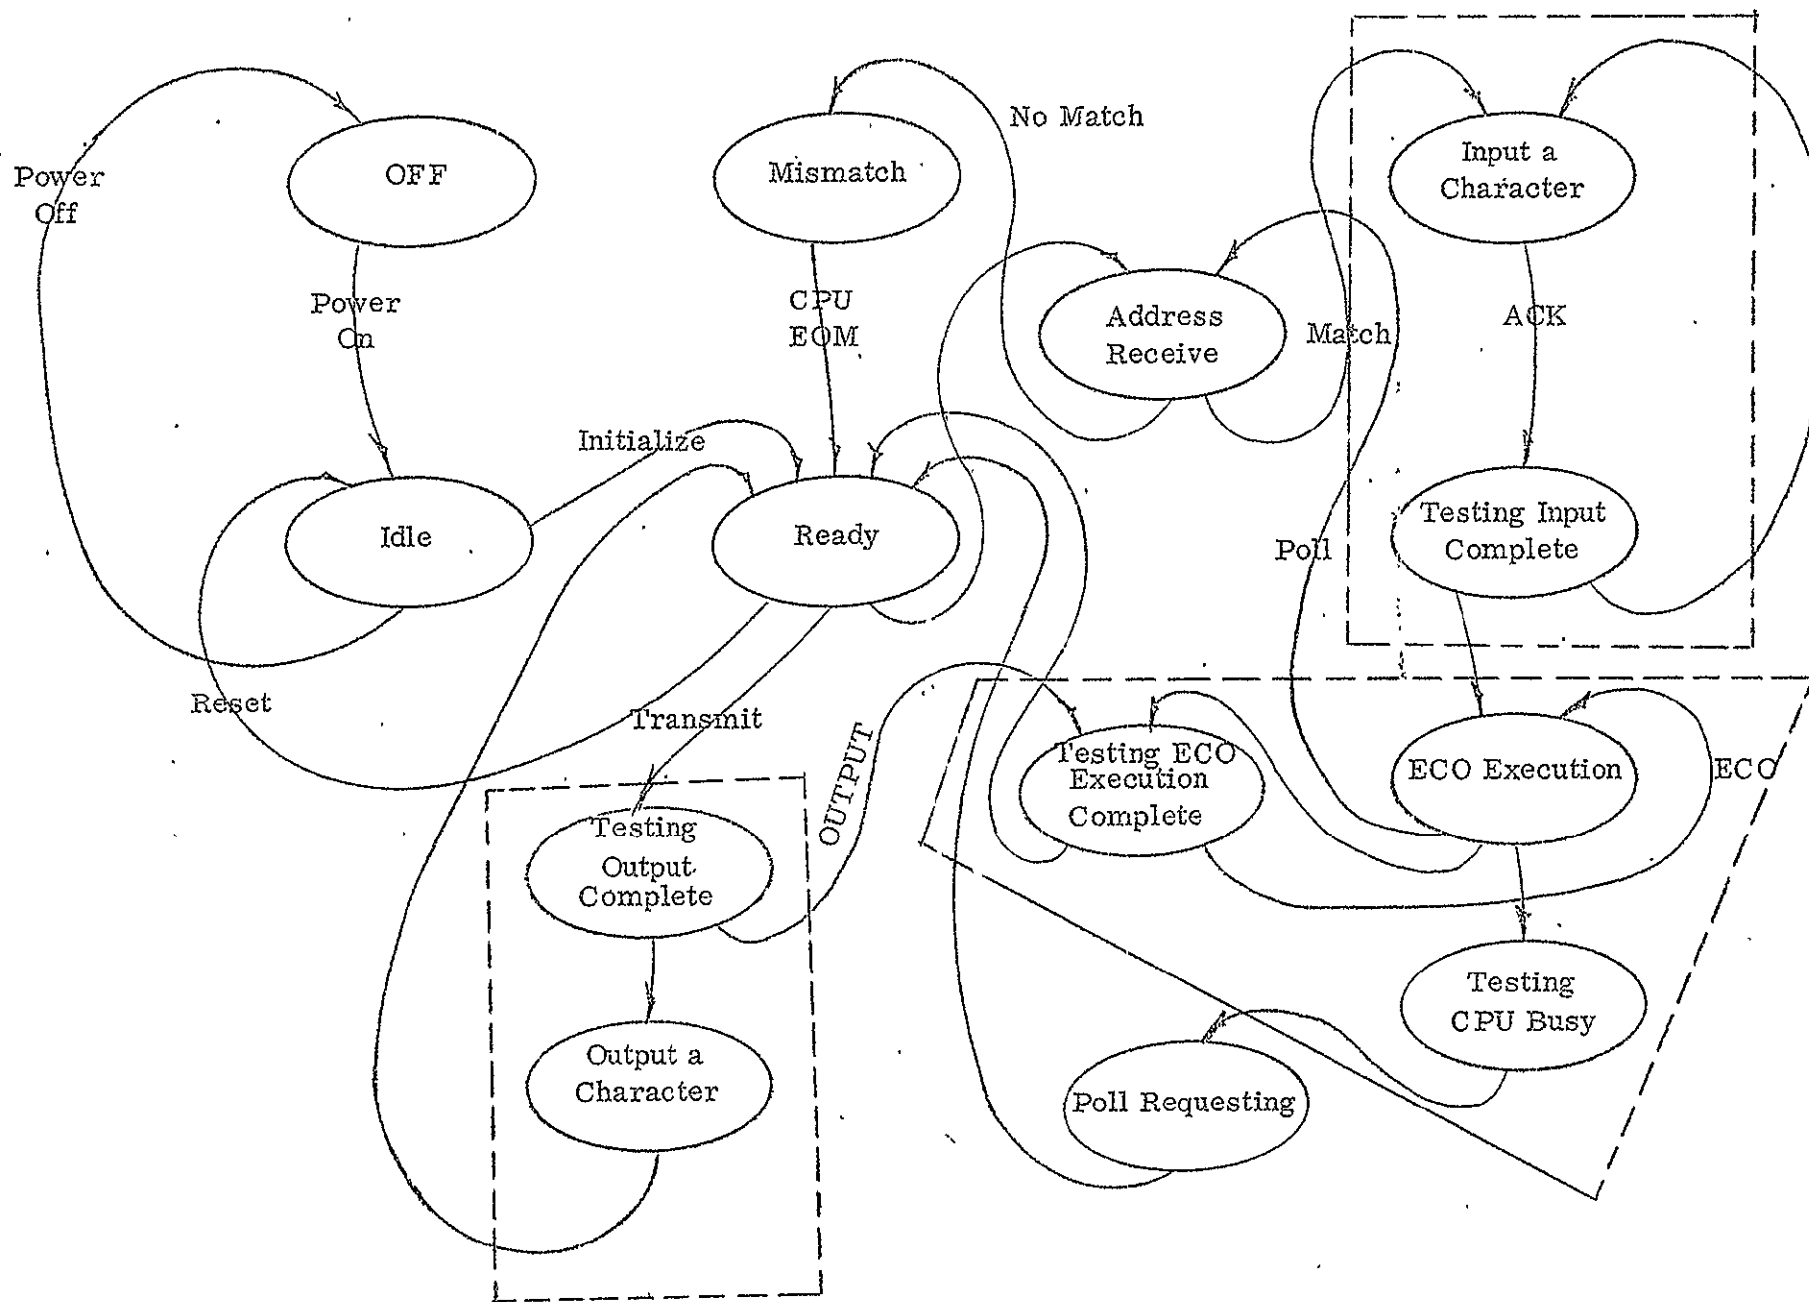 Power
Off
OFF
Mismatch
No Match
Input a
Character
Power
On
CPU
EOM
Address
Receive
Match
ACK
Initialize
Idle
Ready
Poll
Testing Input
Complete
Reset
Transmit
OUTPUT
Testing ECO
Execution
Complete
ECO Execution
ECO
Testing
Output
Complete
Testing
CPU Busy
Output a
Character
Poll Requesting